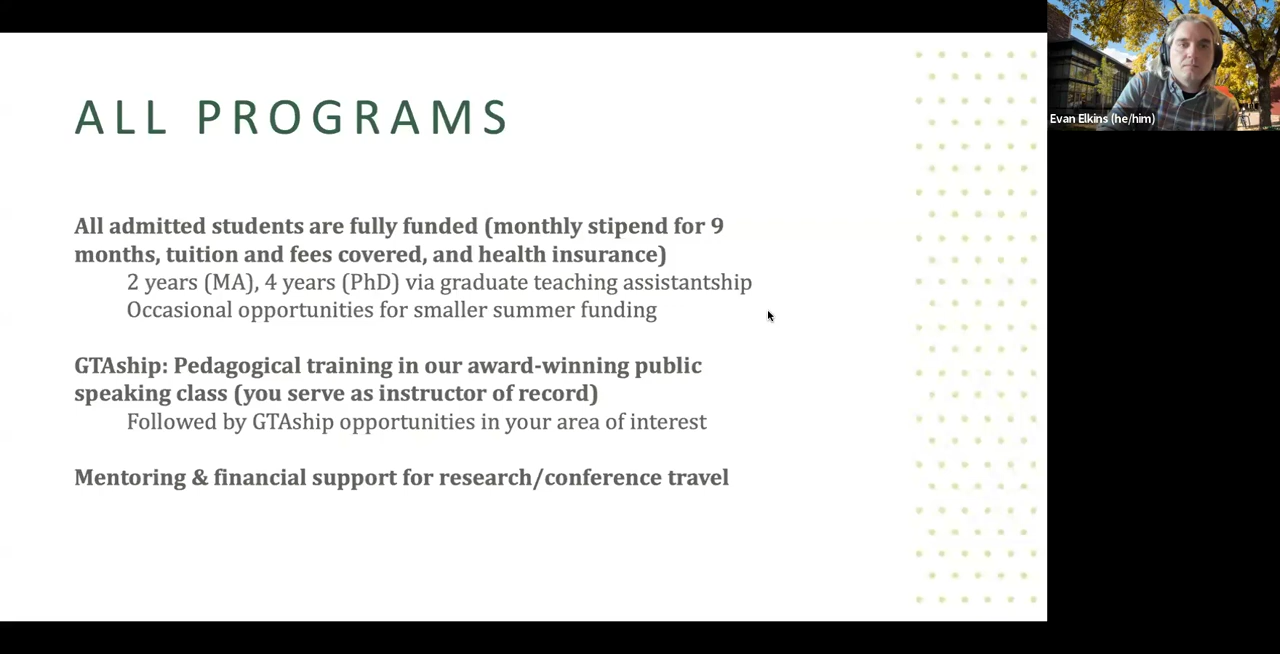 ALL PROGRAMS
All admitted students are fully funded (monthly stipend for 9
months, tuition and fees covered, and health insurance)
2 years (MA), 4 years (PhD) via graduate teaching assistantship
Occasional opportunities for smaller summer funding
GTAship: Pedagogical training in our award-winning public
speaking class (you serve as instructor of record)
Followed by GTAship opportunities in your area of interest
Mentoring & financial support for research/conference travel
Evan Elkins (he/him)